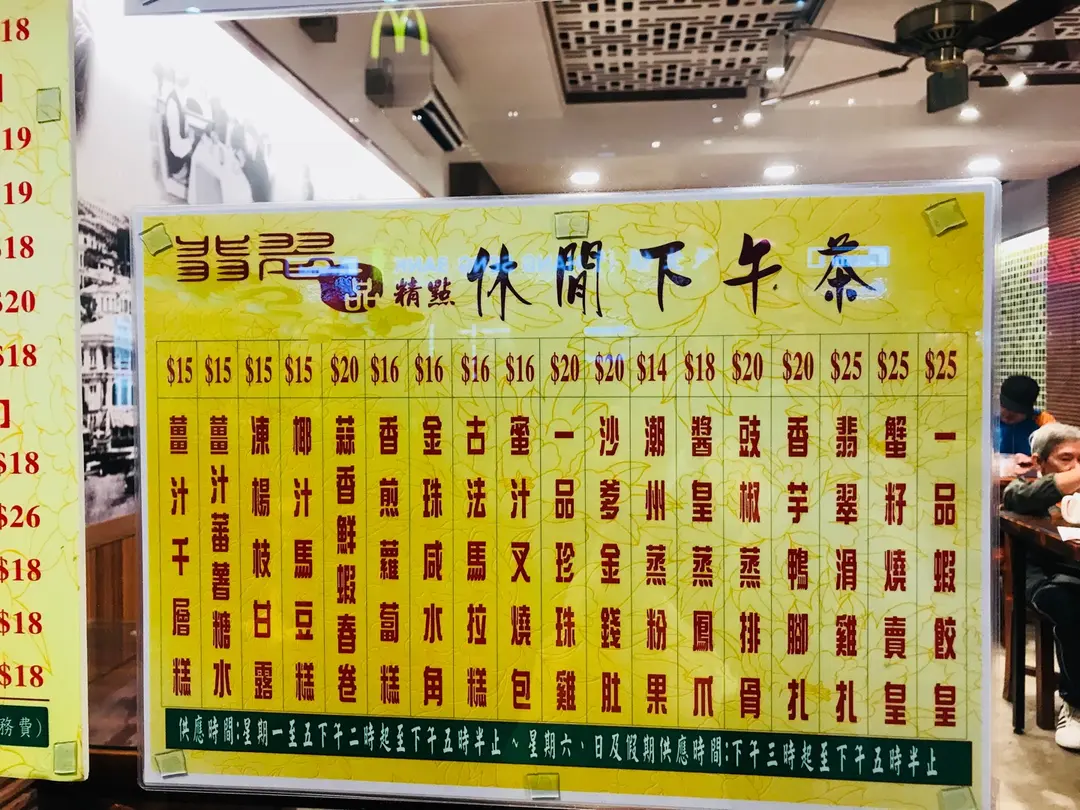 18
19
19
$18
$20
$18
$18
$26
$18
$18
$18
務費)
翡翠
品
精點
休閒下午茶
$15 $15 $15 $15 $20 $16 $16 $16 $16 $20 $20 $14 $18 $20 $20 $25 $25 $25
一品蝦餃皇
蟹籽燒賣皇
翡翠滑雞扎
香芋鴨腳扎
豉椒蒸排骨
醬皇蒸鳳爪
潮州蒸粉果
沙爹金錢肚
一品珍珠雞
蜜汁叉燒包
古法馬拉糕
金珠咸水角
香煎蘿蔔糕
蒜香鮮蝦春卷
椰汁馬豆糕
凍楊枝甘露
薑汁蕃薯糖水
薑汁千層糕
供應時間:星期一至五下午二時起至下午五時半止~星期六、日及假期供應時間:下午三時起至下午五時半止